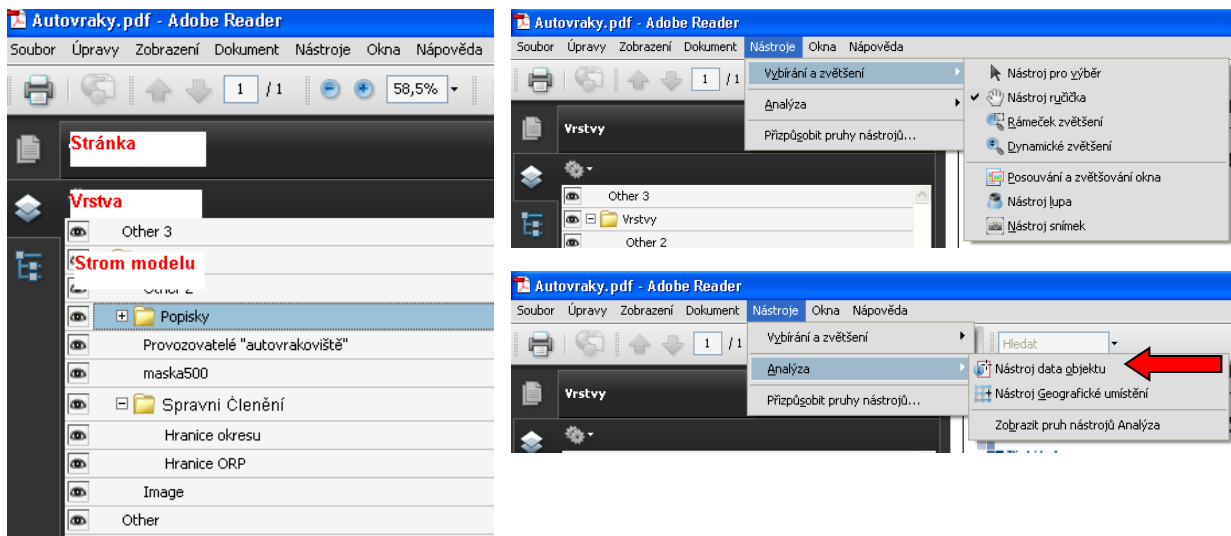 Autovraky.pdf - Adobe Reader
Soubor Úpravy Zobrazení Dokument Nástroje Okna Nápověda
1 / 1 58,5%
Stránka
Vrstva
Other 3
Strom modelu
Other 2
Popisky
Provozovatelé "autovrakoviště"
maska500
Spravni Členění
Hranice okresu
Hranice ORP
Image
Other
Autovraky.pdf - Adobe Reader
Soubor Úpravy Zobrazení Dokument Nástroje Okna Nápověda
1 / 1
Vybírání a zvětšení
Analýza
Přizpůsobit pruhy nástrojů...
Nástroj pro výběr
Nástroj ručička
Rámeček zvětšení
Dynamické zvětšení
Posouvání a zvětšování okna
Nástroj lupa
Nástroj snímek
Vrstvy
Other 3
Vrstvy
Other 2
Autovraky.pdf - Adobe Reader
Soubor Úpravy Zobrazení Dokument Nástroje Okna Nápověda
1 / 1
Vybírání a zvětšení
Analýza
Přizpůsobit pruhy nástrojů...
Hledat
Nástroj data objektu
Nástroj Geografické umístění
Zobrazit pruh nástrojů Analýza
Vrstvy